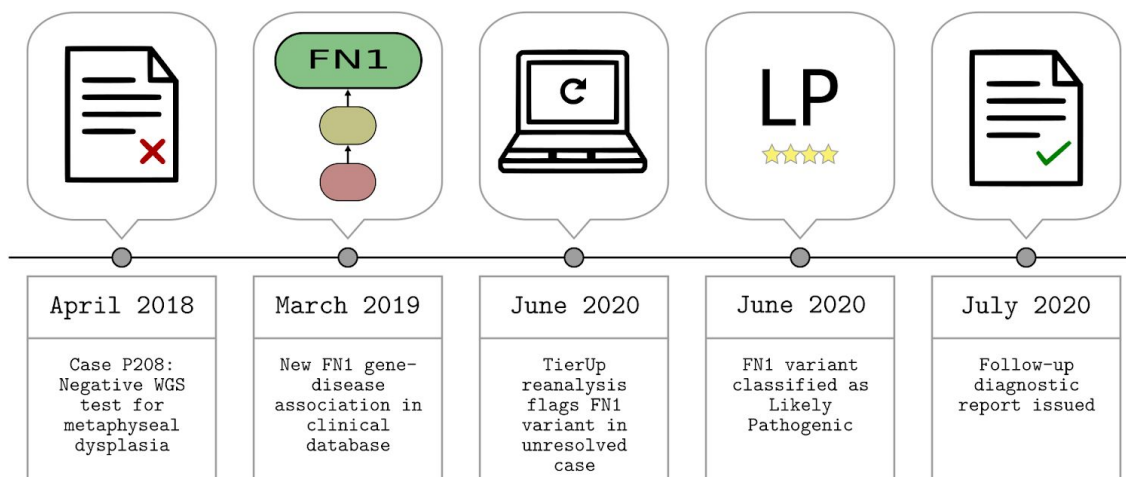 FN1
LP
April 2018
Case P208:
Negative WGS
test for
metaphyseal
dysplasia
March 2019
New FN1 gene-
disease
association in
clinical
database
June 2020
TierUp
reanalysis
flags FN1
variant in
unresolved
case
June 2020
FN1 variant
classified as
Likely
Pathogenic
July 2020
Follow-up
diagnostic
report issued